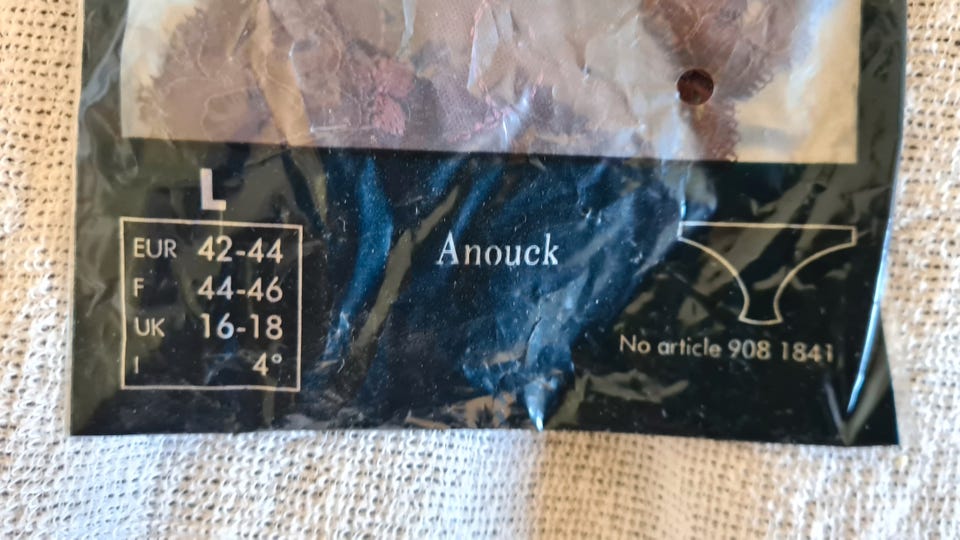 L
EUR 42-44
F 44-46
UK 16-18
I 4°
Anouck
No article 908 1841